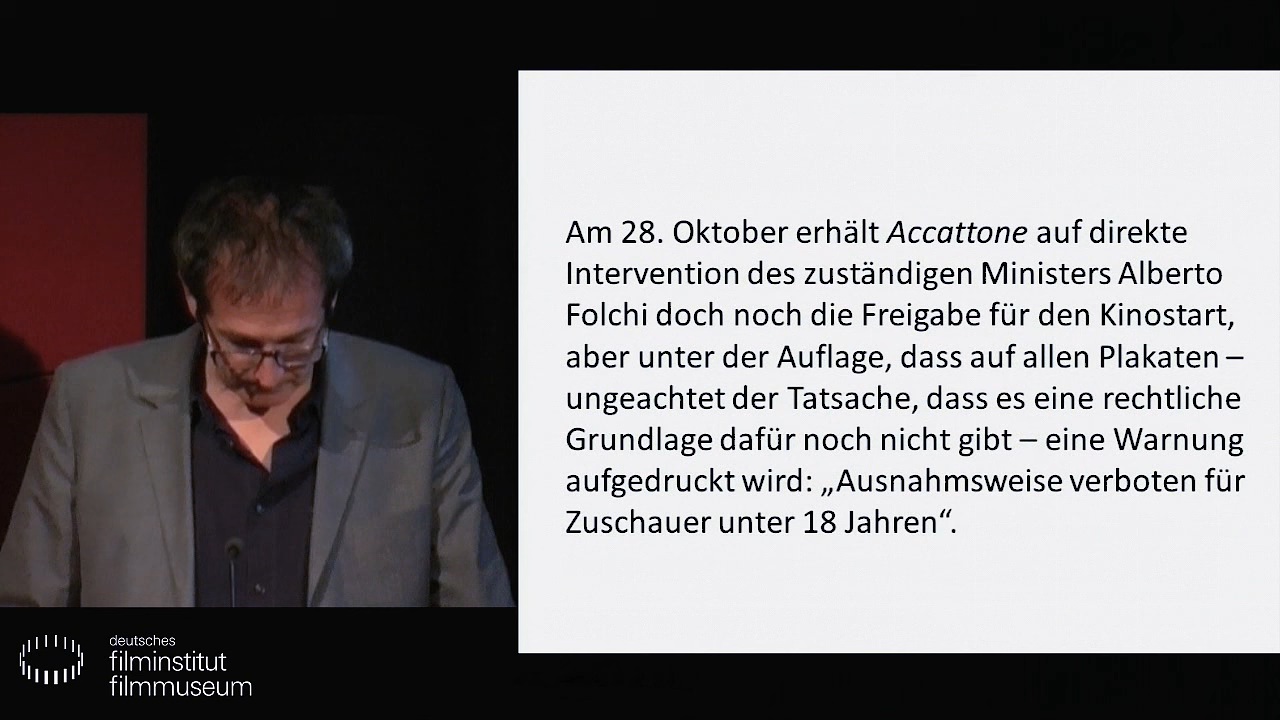 Am 28. Oktober erhält Accattone auf direkte
Intervention des zuständigen Ministers Alberto
Folchi doch noch die Freigabe für den Kinostart,
aber unter der Auflage, dass auf allen Plakaten –
ungeachtet der Tatsache, dass es eine rechtliche
Grundlage dafür noch nicht gibt – eine Warnung
aufgedruckt wird: „Ausnahmsweise verboten für
Zuschauer unter 18 Jahren“.
deutsches
filminstitut
filmmuseum